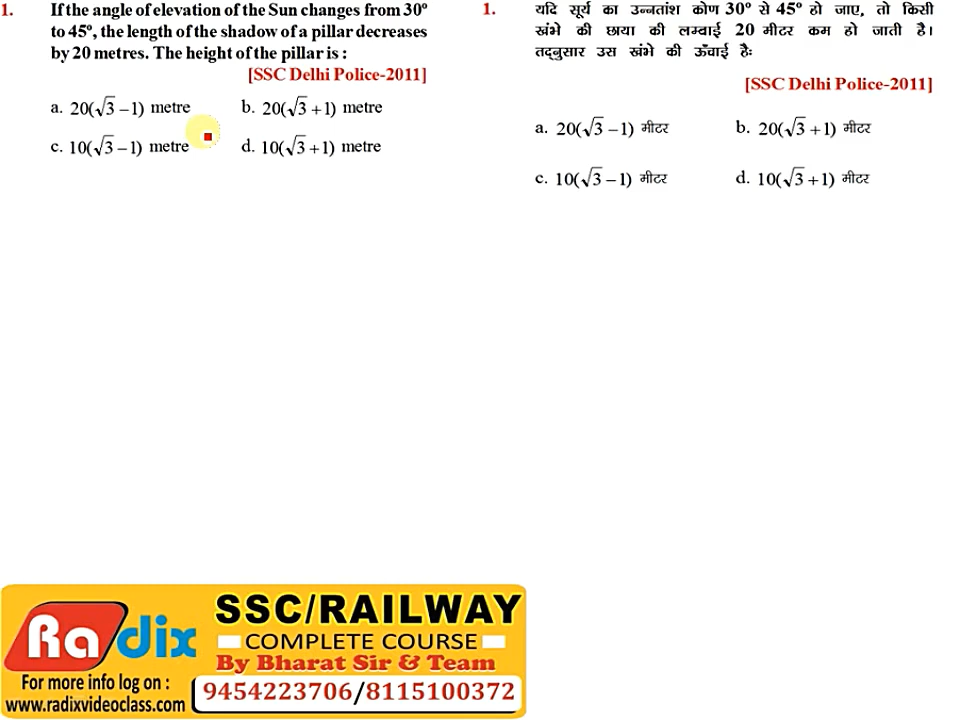 1. If the angle of elevation of the Sun changes from 30º
to 45º, the length of the shadow of a pillar decreases
by 20 metres. The height of the pillar is :
[SSC Delhi Police-2011]
a. 20(√3 – 1) metre b. 20(√3 + 1) metre
c. 10(√3 – 1) metre d. 10(√3 + 1) metre
1. यदि सूर्य का उन्नतांश कोण 30º से 45º हो जाए, तो किसी
खंभे की छाया की लम्बाई 20 मीटर कम हो जाती है।
तद्नुसार उस खंभे की ऊँवाई हैः
[SSC Delhi Police-2011]
a. 20(√3 – 1) मीटर b. 20(√3 + 1) मीटर
c. 10(√3 – 1) मीटर d. 10(√3 + 1) मीटर
Radix
For more info log on :
www.radixvideoclass.com
SSC/RAILWAY
COMPLETE COURSE
By Bharat Sir & Team
9454223706/8115100372